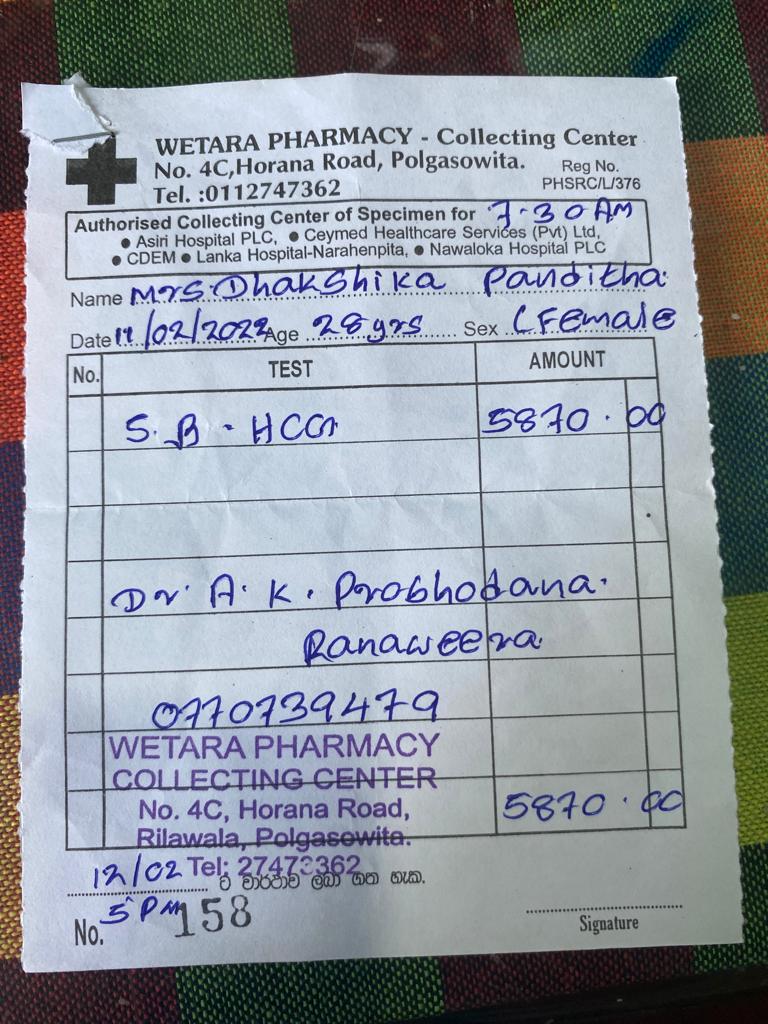 WETARA PHARMACY - Collecting Center
No. 4C,Horana Road, Polgasowita.
Reg No.
Tel. :0112747362
PHSRC/L/376
Authorised Collecting Center of Specimen for 7-30 AM
● Asiri Hospital PLC, ● Ceymed Healthcare Services (Pvt) Ltd,
● CDEM ● Lanka Hospital-Narahenpita, ● Nawaloka Hospital PLC
Name Mrs. Dhakshika Panditha.
Date /02/2022 Age 28 yrs Sex (Female
No. TEST AMOUNT
S. B - HCG 5870.00
Dr. A. K. Probhodana.
Ranaweera
0770739479
WETARA PHARMACY
COLLECTING CENTER
No. 4C, Horana Road,
5870.00
Rilawala, Polgasowita.
12/02 Tel: 362
ට වාර්තාව ලබා ගත හැක.
5 PM
No. 158
Signature